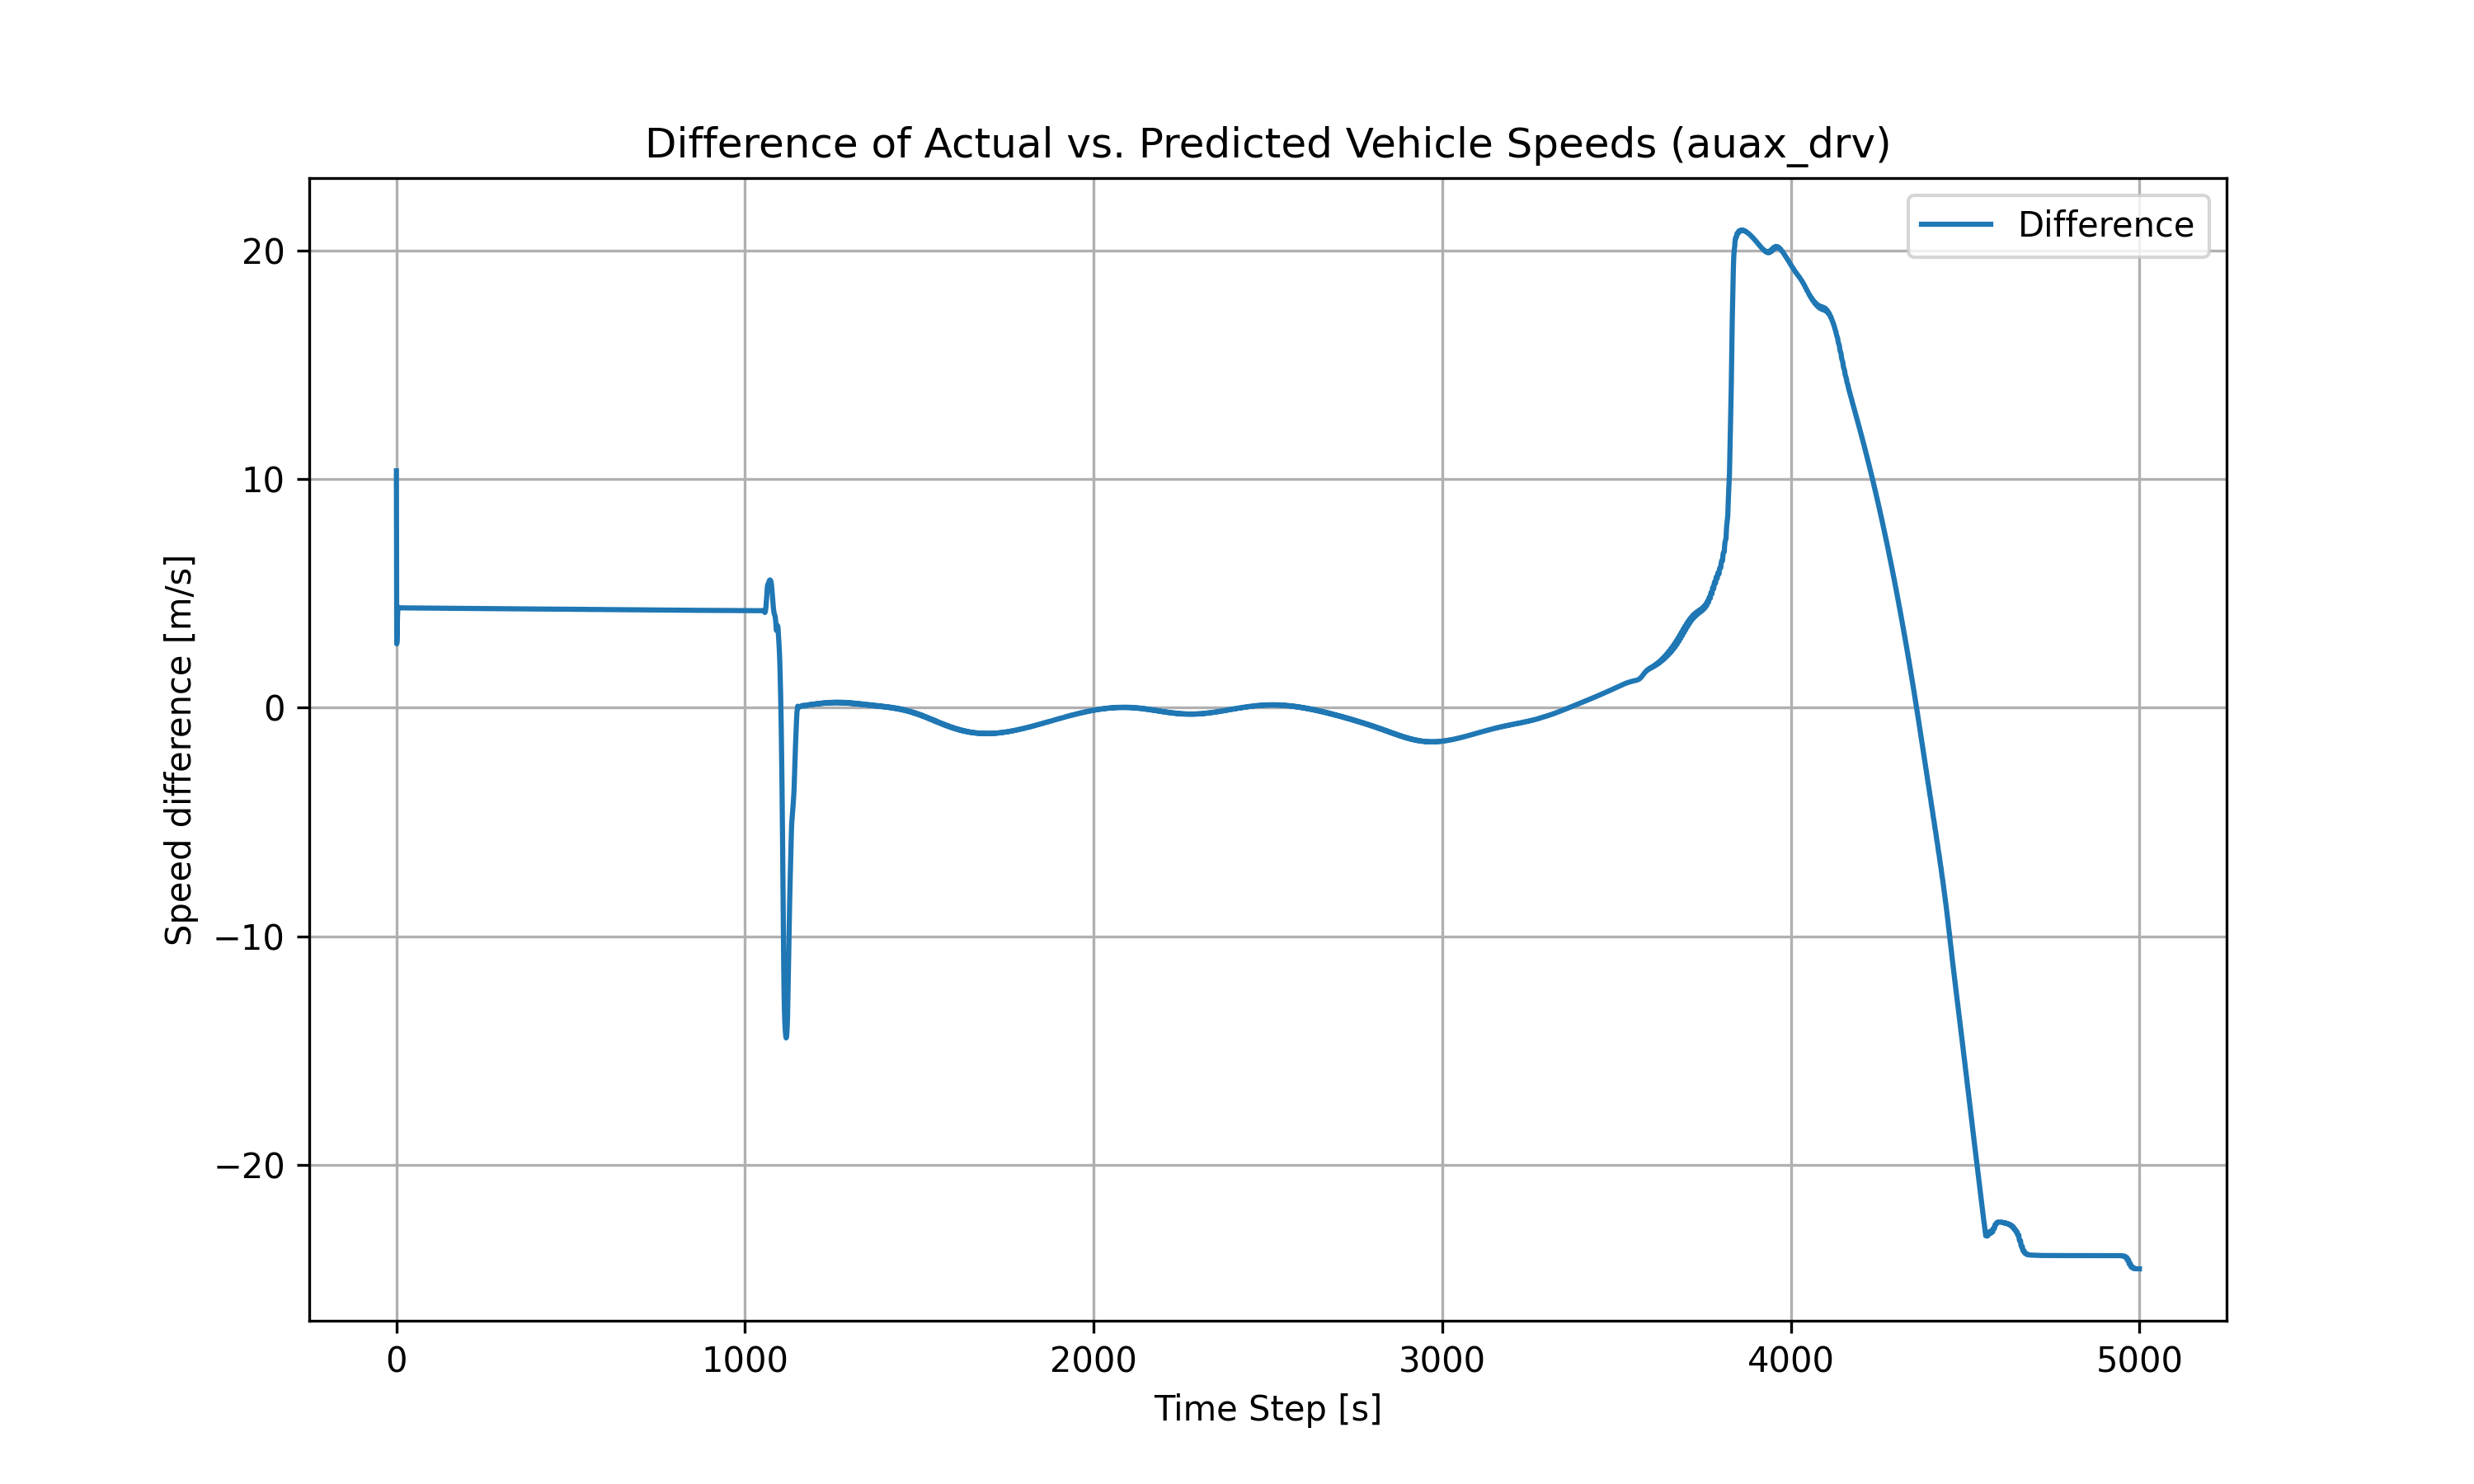 Difference of Actual vs. Predicted Vehicle Speeds (auax_drv)
Difference
20
10
0
−10
−20
Speed difference [m/s]
0 1000 2000 3000 4000 5000
Time Step [s]